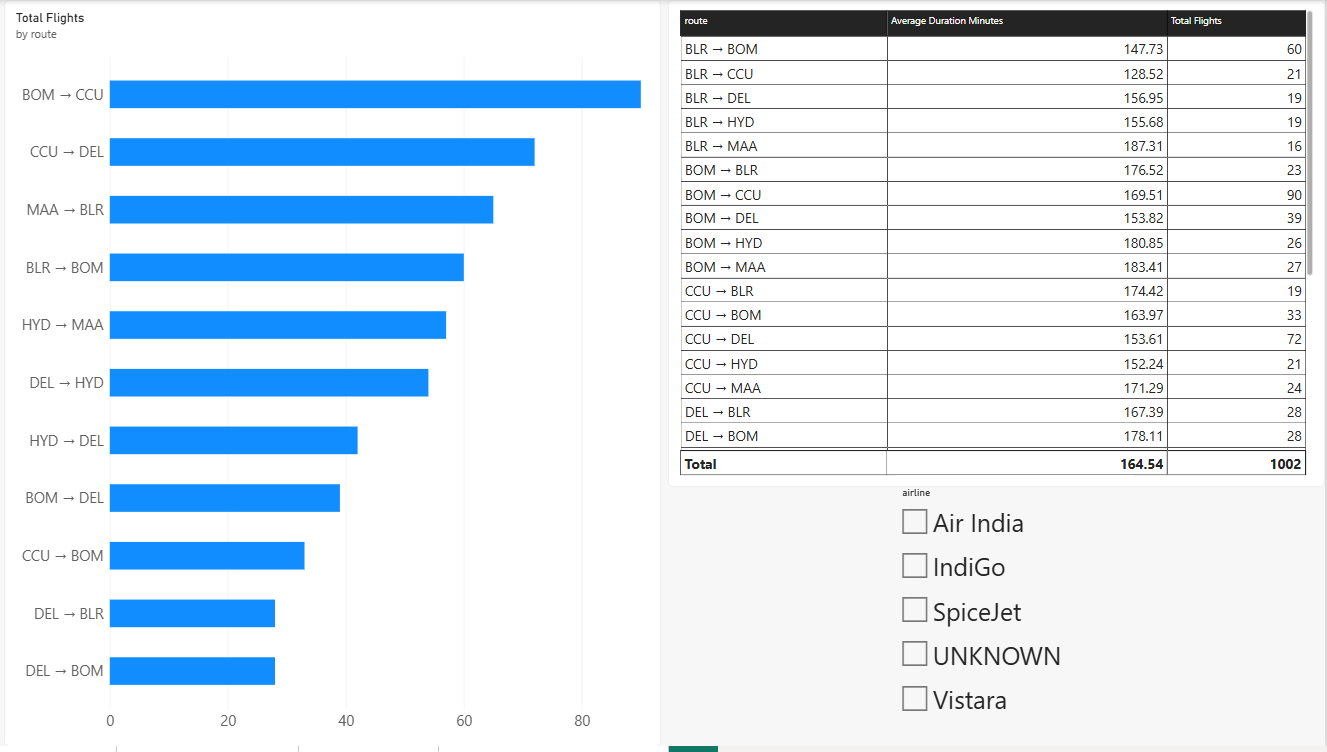 Total Flights
by route
BOM → CCU
CCU → DEL
MAA → BLR
BLR → BOM
HYD → MAA
DEL → HYD
HYD → DEL
BOM → DEL
CCU → BOM
DEL → BLR
DEL → BOM
0 20 40 60 80
route Average Duration Minutes Total Flights
BLR → BOM 147.73 60
BLR → CCU 128.52 21
BLR → DEL 156.95 19
BLR → HYD 155.68 19
BLR → MAA 187.31 16
BOM → BLR 176.52 23
BOM → CCU 169.51 90
BOM → DEL 153.82 39
BOM → HYD 180.85 26
BOM → MAA 183.41 27
CCU → BLR 174.42 19
CCU → BOM 163.97 33
CCU → DEL 153.61 72
CCU → HYD 152.24 21
CCU → MAA 171.29 24
DEL → BLR 167.39 28
DEL → BOM 178.11 28
Total 164.54 1002
airline
Air India
IndiGo
SpiceJet
UNKNOWN
Vistara